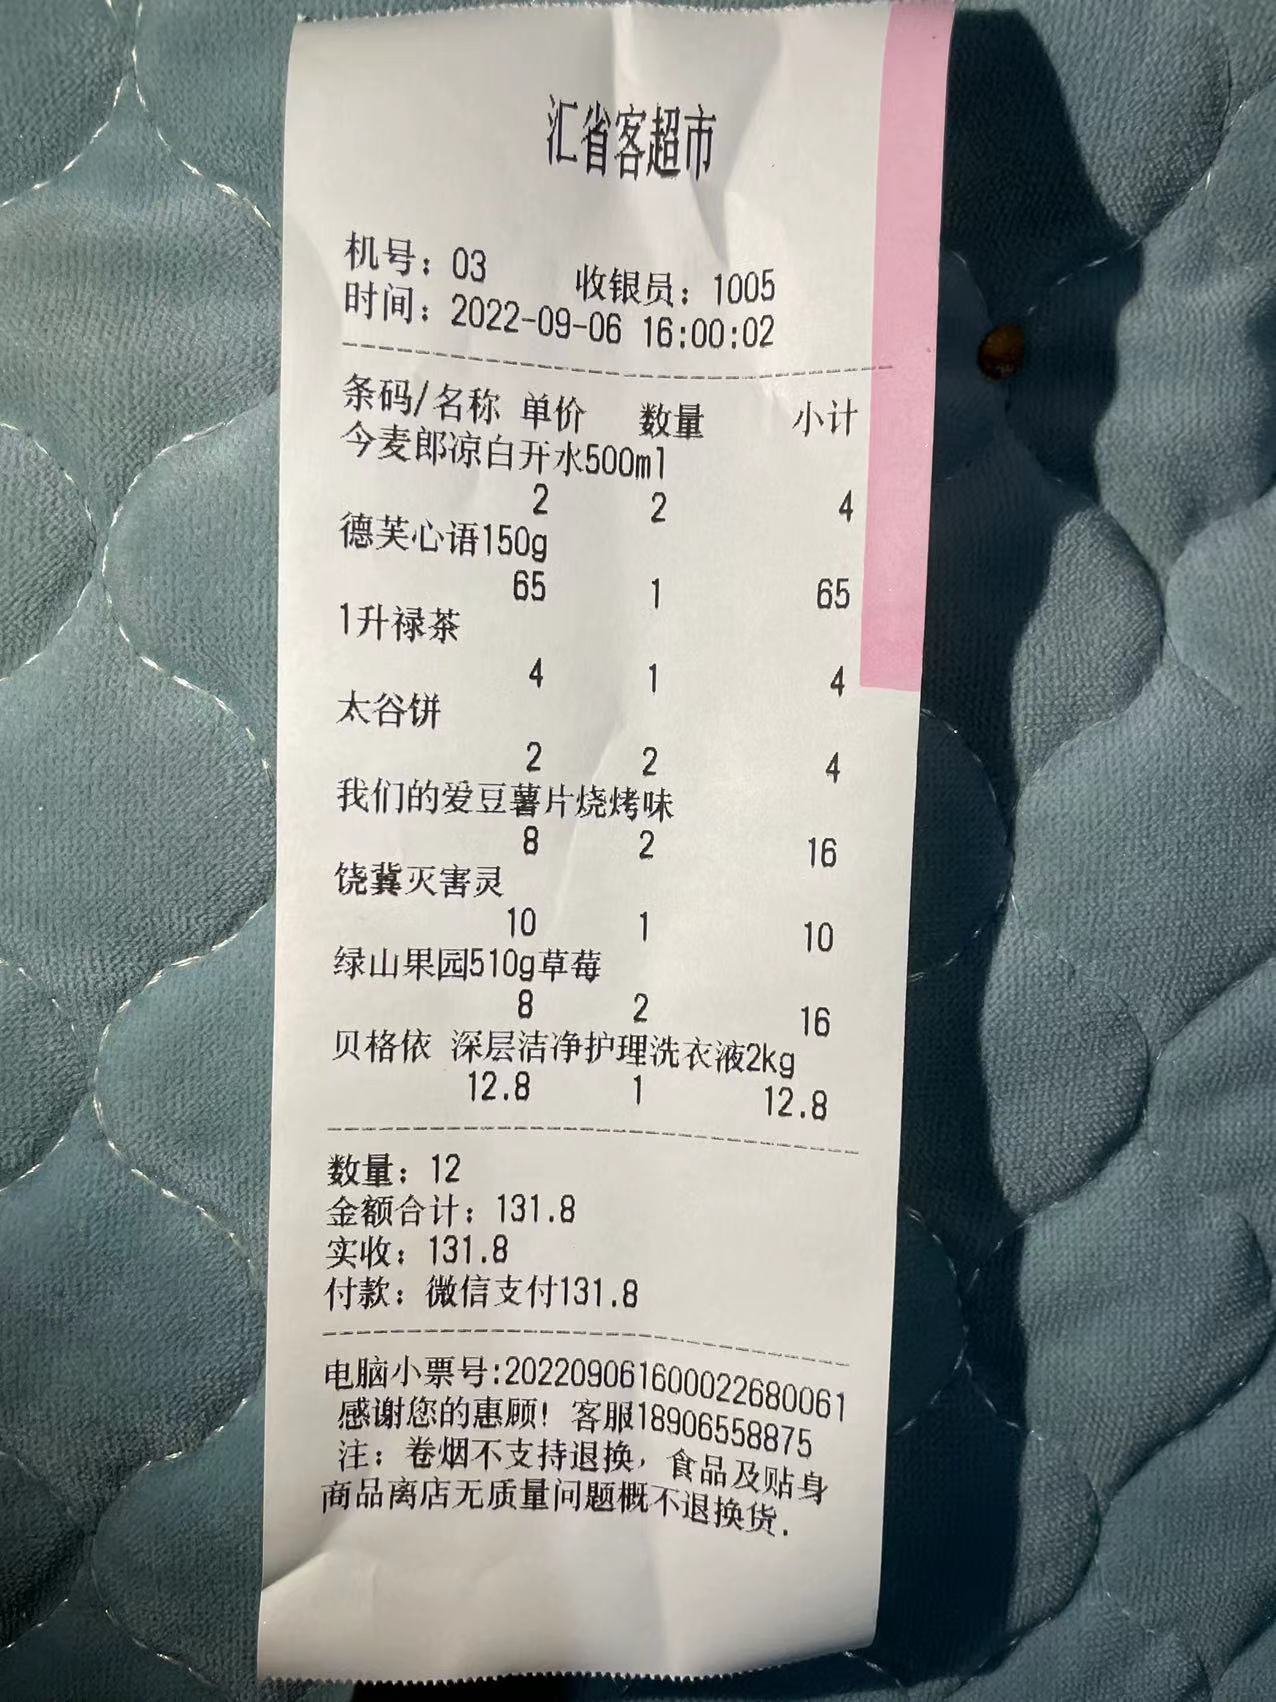 汇省客超市
机号：03 收银员：1005
时间：2022-09-06 16:00:02
条码/名称 单价 数量 小计
今麦郎凉白开水500ml
2 2 4
德芙心语150g
65 1 65
1升禄茶
4 1 4
太谷饼
2 2 4
我们的爱豆薯片烧烤味
8 2 16
饶冀灭害灵
10 1 10
绿山果园510g草莓
8 2 16
贝格依 深层洁净护理洗衣液2kg
12.8 1 12.8
数量：12
金额合计：131.8
实收：131.8
付款：微信支付131.8
电脑小票号:202209061600022680061
感谢您的惠顾！客服18906558875
注：卷烟不支持退换，食品及贴身
商品离店无质量问题概不退换货.